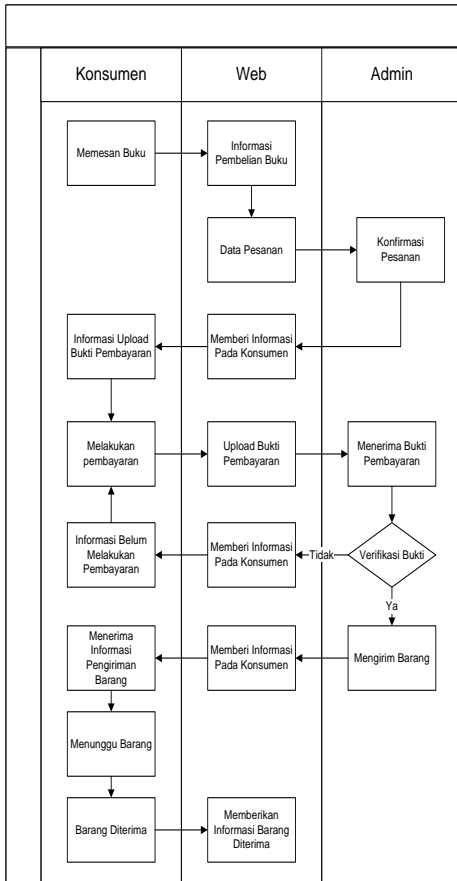 Konsumen
Web
Admin
Memesan Buku
Informasi
Pembelian Buku
Data Pesanan
Konfirmasi
Pesanan
Memberi Informasi
Pada Konsumen
Informasi Upload
Bukti Pembayaran
Melakukan
pembayaran
Upload Bukti
Pembayaran
Menerima Bukti
Pembayaran
Verifikasi Bukti
Tidak
Memberi Informasi
Pada Konsumen
Informasi Belum
Melakukan
Pembayaran
Ya
Mengirim Barang
Memberi Informasi
Pada Konsumen
Menerima
Informasi
Pengiriman
Barang
Menunggu Barang
Barang Diterima
Memberikan
Informasi Barang
Diterima